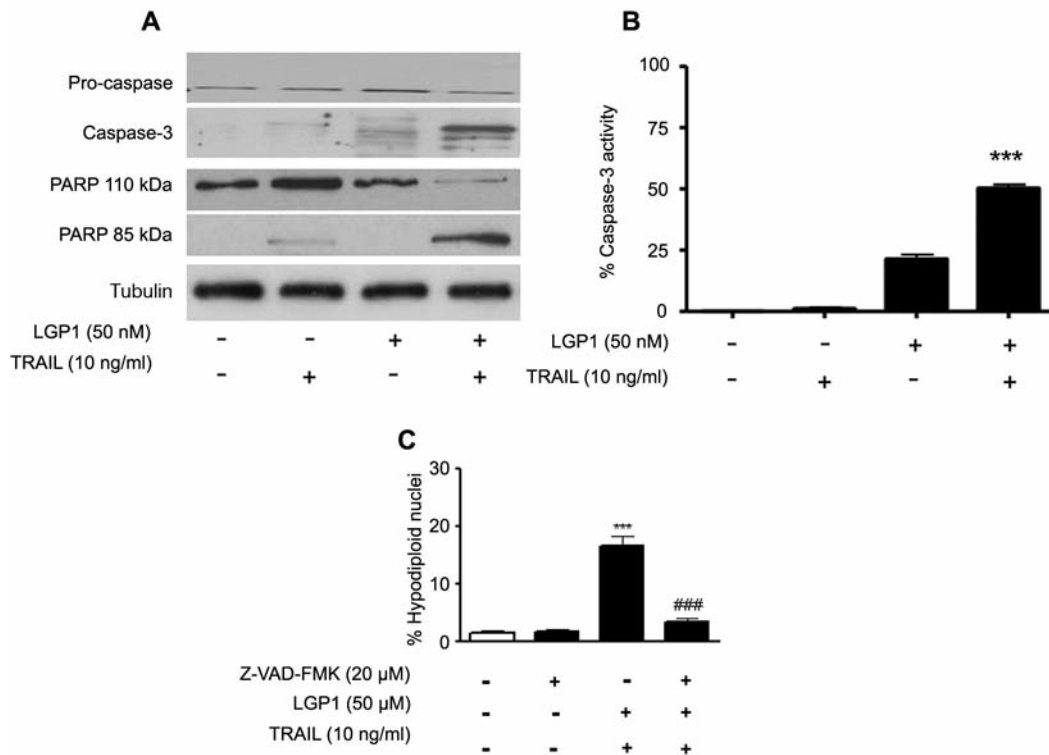 A
Pro-caspase
Caspase-3
PARP 110 kDa
PARP 85 kDa
Tubulin
LGP1 (50 nM) - - + +
TRAIL (10 ng/ml) - + - +
B
% Caspase-3 activity
100
75
50
25
0
***
LGP1 (50 nM) - - + +
TRAIL (10 ng/ml) - + - +
C
% Hypodiploid nuclei
30
20
10
0
***
###
Z-VAD-FMK (20 µM) - + - +
LGP1 (50 µM) - - + +
TRAIL (10 ng/ml) - - + +